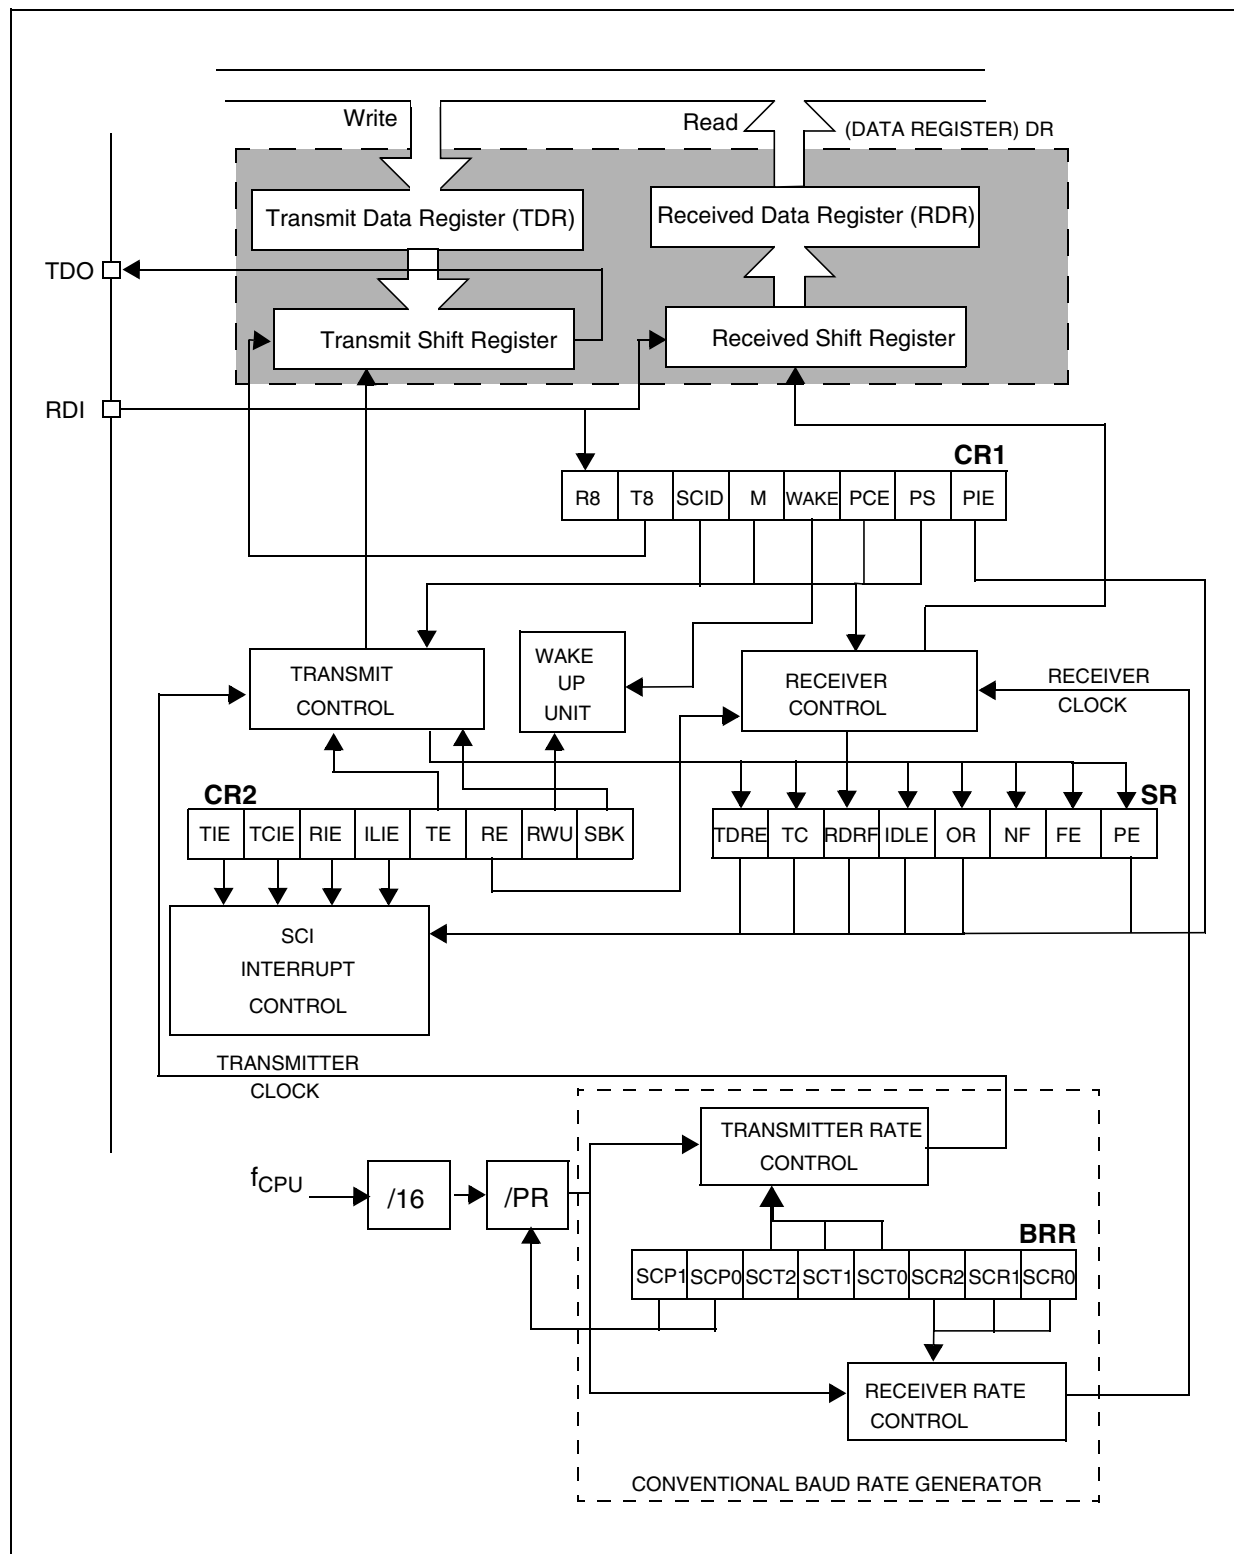 Write
Read
(DATA REGISTER) DR
Transmit Data Register (TDR)
Received Data Register (RDR)
TDO
Transmit Shift Register
Received Shift Register
RDI
CR1
R8 T8 SCID M WAKE PCE PS PIE
TRANSMIT
CONTROL
WAKE
UP
UNIT
RECEIVER
CONTROL
RECEIVER
CLOCK
CR2
SR
TIE TCIE RIE ILIE TE RE RWU SBK
TDRE TC RDRF IDLE OR NF FE PE
SCI
INTERRUPT
CONTROL
TRANSMITTER
CLOCK
TRANSMITTER RATE
CONTROL
fCPU
/16
/PR
BRR
SCP1 SCP0 SCT2 SCT1 SCT0 SCR2 SCR1 SCR0
RECEIVER RATE
CONTROL
CONVENTIONAL BAUD RATE GENERATOR